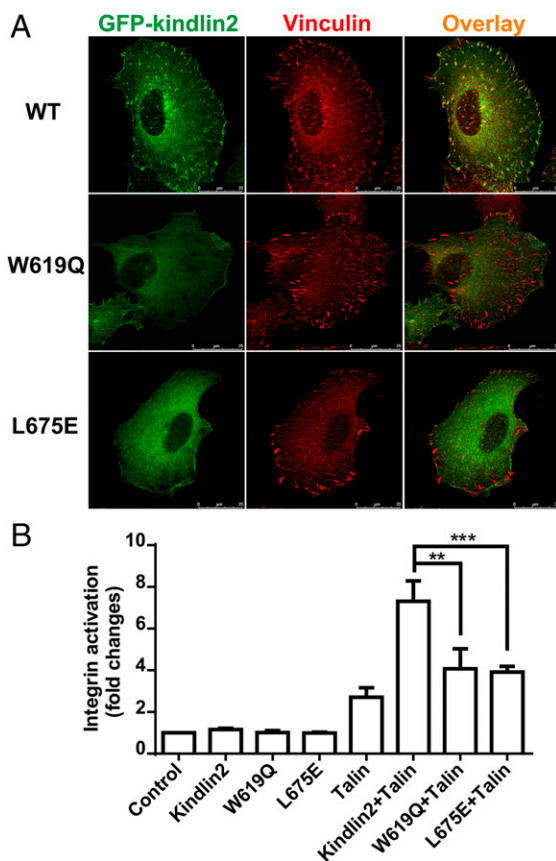 A
GFP-kindlin2 Vinculin Overlay
WT
W619Q
L675E
B
Integrin activation
(fold changes)
10
8
6
4
2
0
***
**
Control
Kindlin2
W619Q
L675E
Talin
Kindlin2+Talin
W619Q+Talin
L675E+Talin